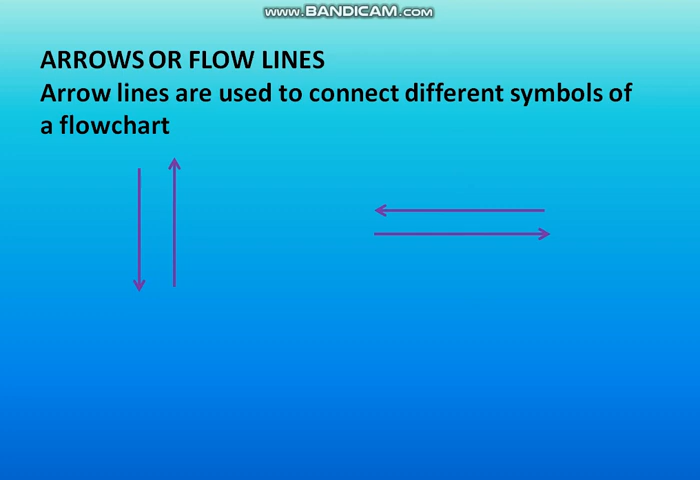 www.BANDICAM.com
ARROWS OR FLOW LINES
Arrow lines are used to connect different symbols of
a flowchart